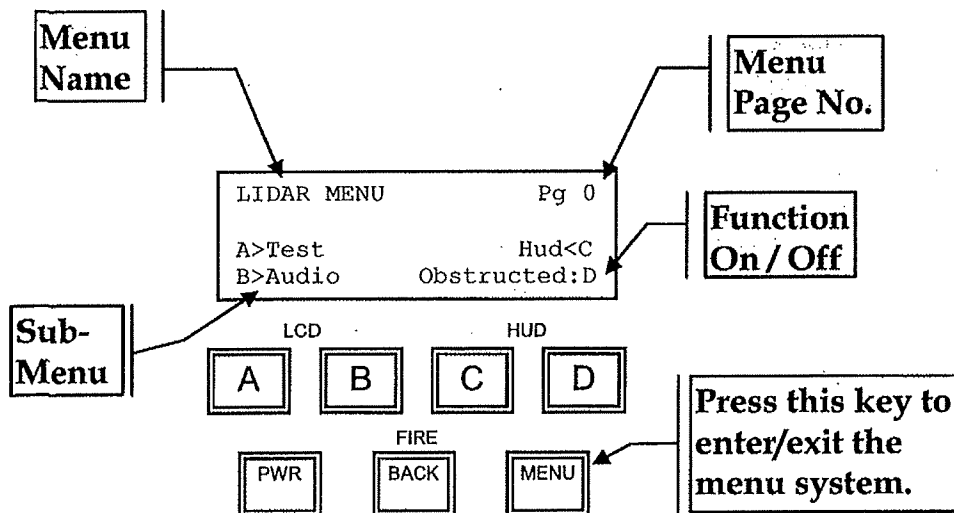 Menu
Name
Menu
Page No.
LIDAR MENU Pg 0
A>Test Hud<C
B>Audio Obstructed:D
Function
On / Off
Sub-
Menu
LCD HUD
A B C D
FIRE
PWR BACK MENU
Press this key to
enter/exit the
menu system.